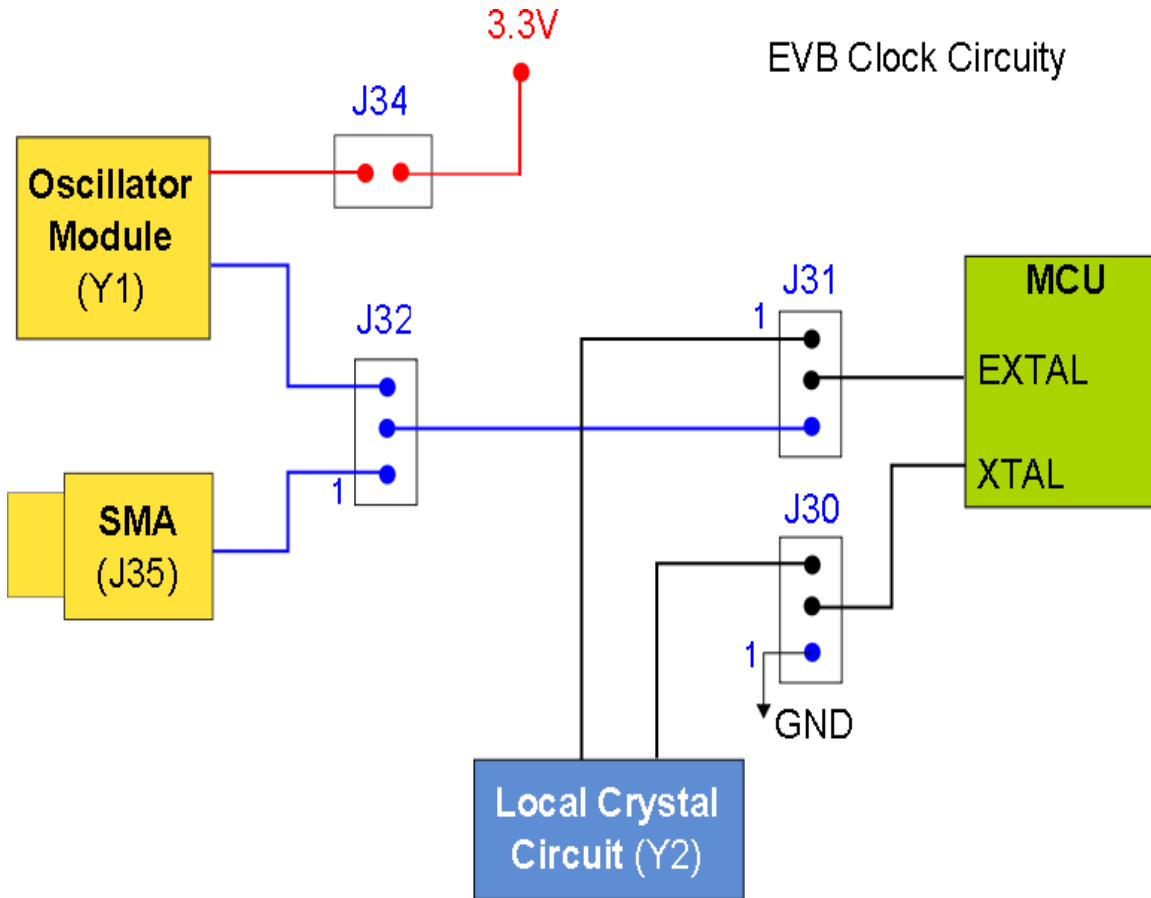 3.3V
EVB Clock Circuity
J34
Oscillator
Module
(Y1)
J32
1
SMA
(J35)
J31
1
MCU
EXTAL
XTAL
J30
1
GND
Local Crystal
Circuit (Y2)